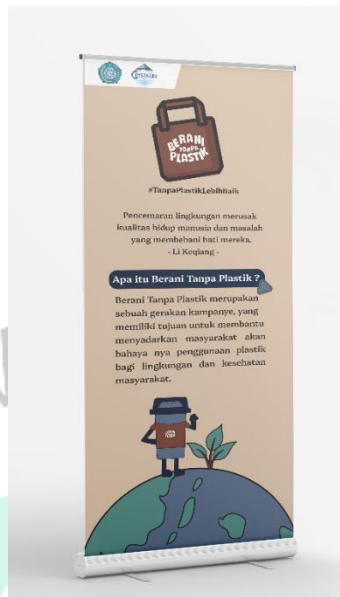 BERANI
TANPA
PLASTIK
#TanpaPlastikLebihBaik
Pencemaran lingkungan merusak
kualitas hidup manusia dan masalah
yang membebani hati mereka.
- Li Keqiang -
Apa itu Berani Tanpa Plastik ?
Berani Tanpa Plastik merupakan
sebuah gerakan kampanye, yang
memiliki tujuan untuk membantu
menyadarkan masyarakat akan
bahaya nya penggunaan plastik
bagi lingkungan dan kesehatan
masyarakat.